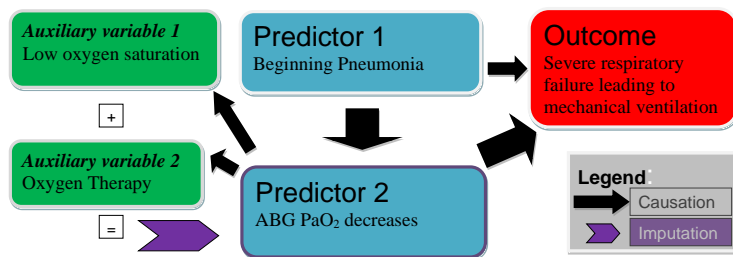 Auxiliary variable 1
Low oxygen saturation
+
Auxiliary variable 2
Oxygen Therapy
=
Predictor 1
Beginning Pneumonia
Predictor 2
ABG PaO₂ decreases
Outcome
Severe respiratory
failure leading to
mechanical ventilation
Legend:
Causation
Imputation